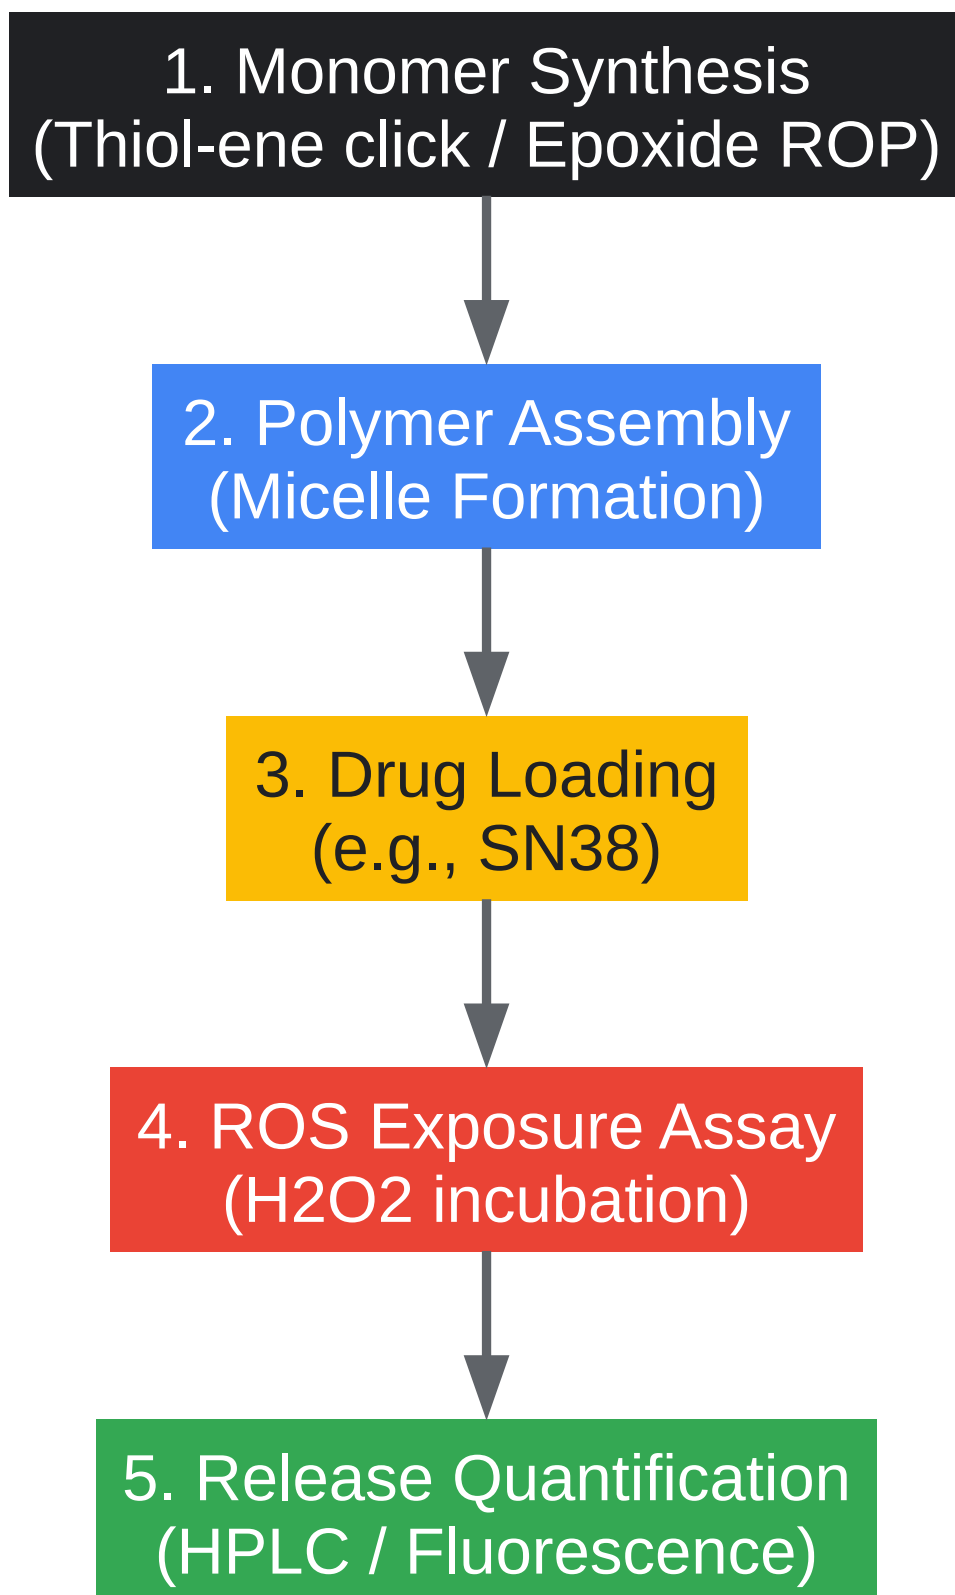 1. Monomer Synthesis
(Thiol-ene click / Epoxide ROP)
2. Polymer Assembly
(Micelle Formation)
3. Drug Loading
(e.g., SN38)
4. ROS Exposure Assay
(H2O2 incubation)
5. Release Quantification
(HPLC / Fluorescence)